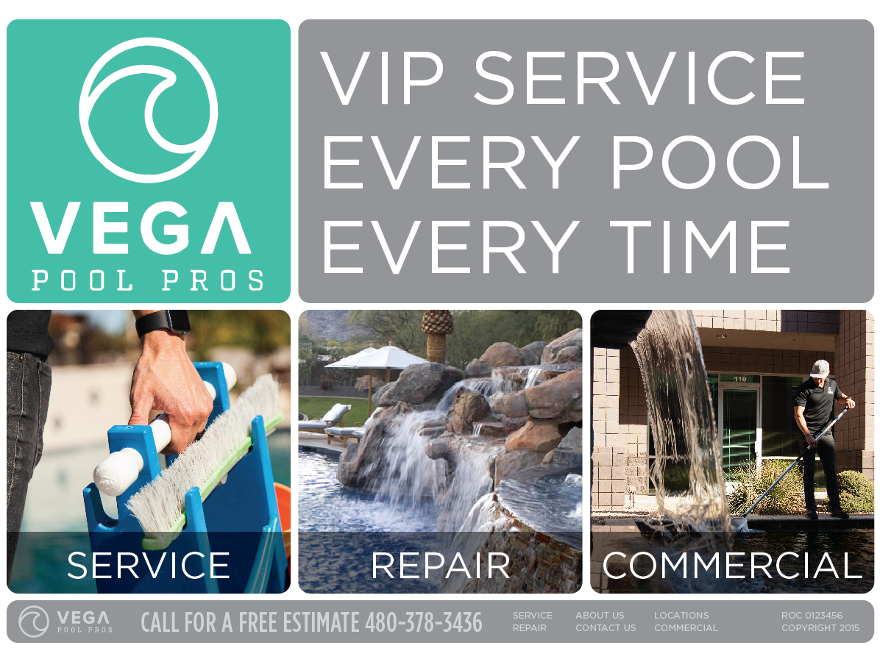 VEGA
POOL PROS
VIP SERVICE
EVERY POOL
EVERY TIME
110
SERVICE
REPAIR
COMMERCIAL
VEGA
POOL PROS
CALL FOR A FREE ESTIMATE 480-378-3436
SERVICE
REPAIR
ABOUT US
CONTACT US
LOCATIONS
COMMERCIAL
ROC 0123456
COPYRIGHT 2015